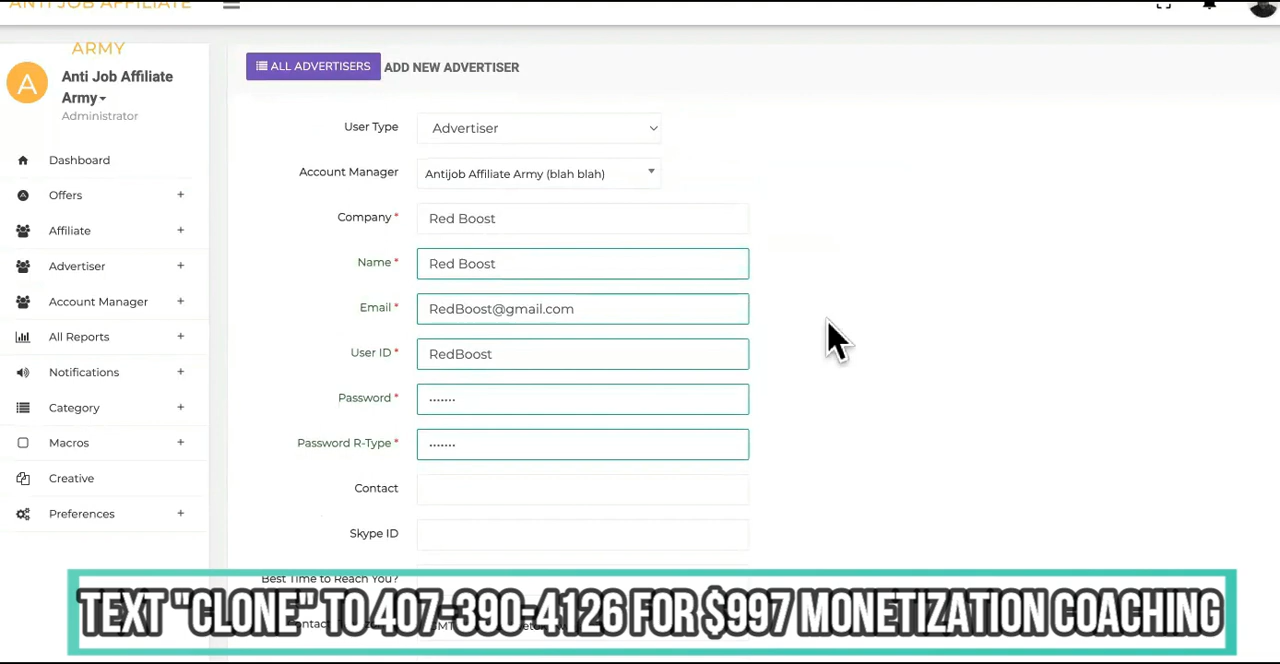 ANTI JOB AFFILIATE
ARMY
A
Anti Job Affiliate
Army
Administrator
Dashboard
Offers +
Affiliate +
Advertiser +
Account Manager +
All Reports +
Notifications +
Category +
Macros +
Creative
Preferences +
ALL ADVERTISERS ADD NEW ADVERTISER
User Type Advertiser
Account Manager Antijob Affiliate Army (blah blah)
Company * Red Boost
Name * Red Boost
Email * RedBoost@gmail.com
User ID * RedBoost
Password * ·······
Password R-Type * ·······
Contact
Skype ID
Best Time to Reach You?
TEXT "CLONE" TO 407-390-4126 FOR $997 MONETIZATION COACHING